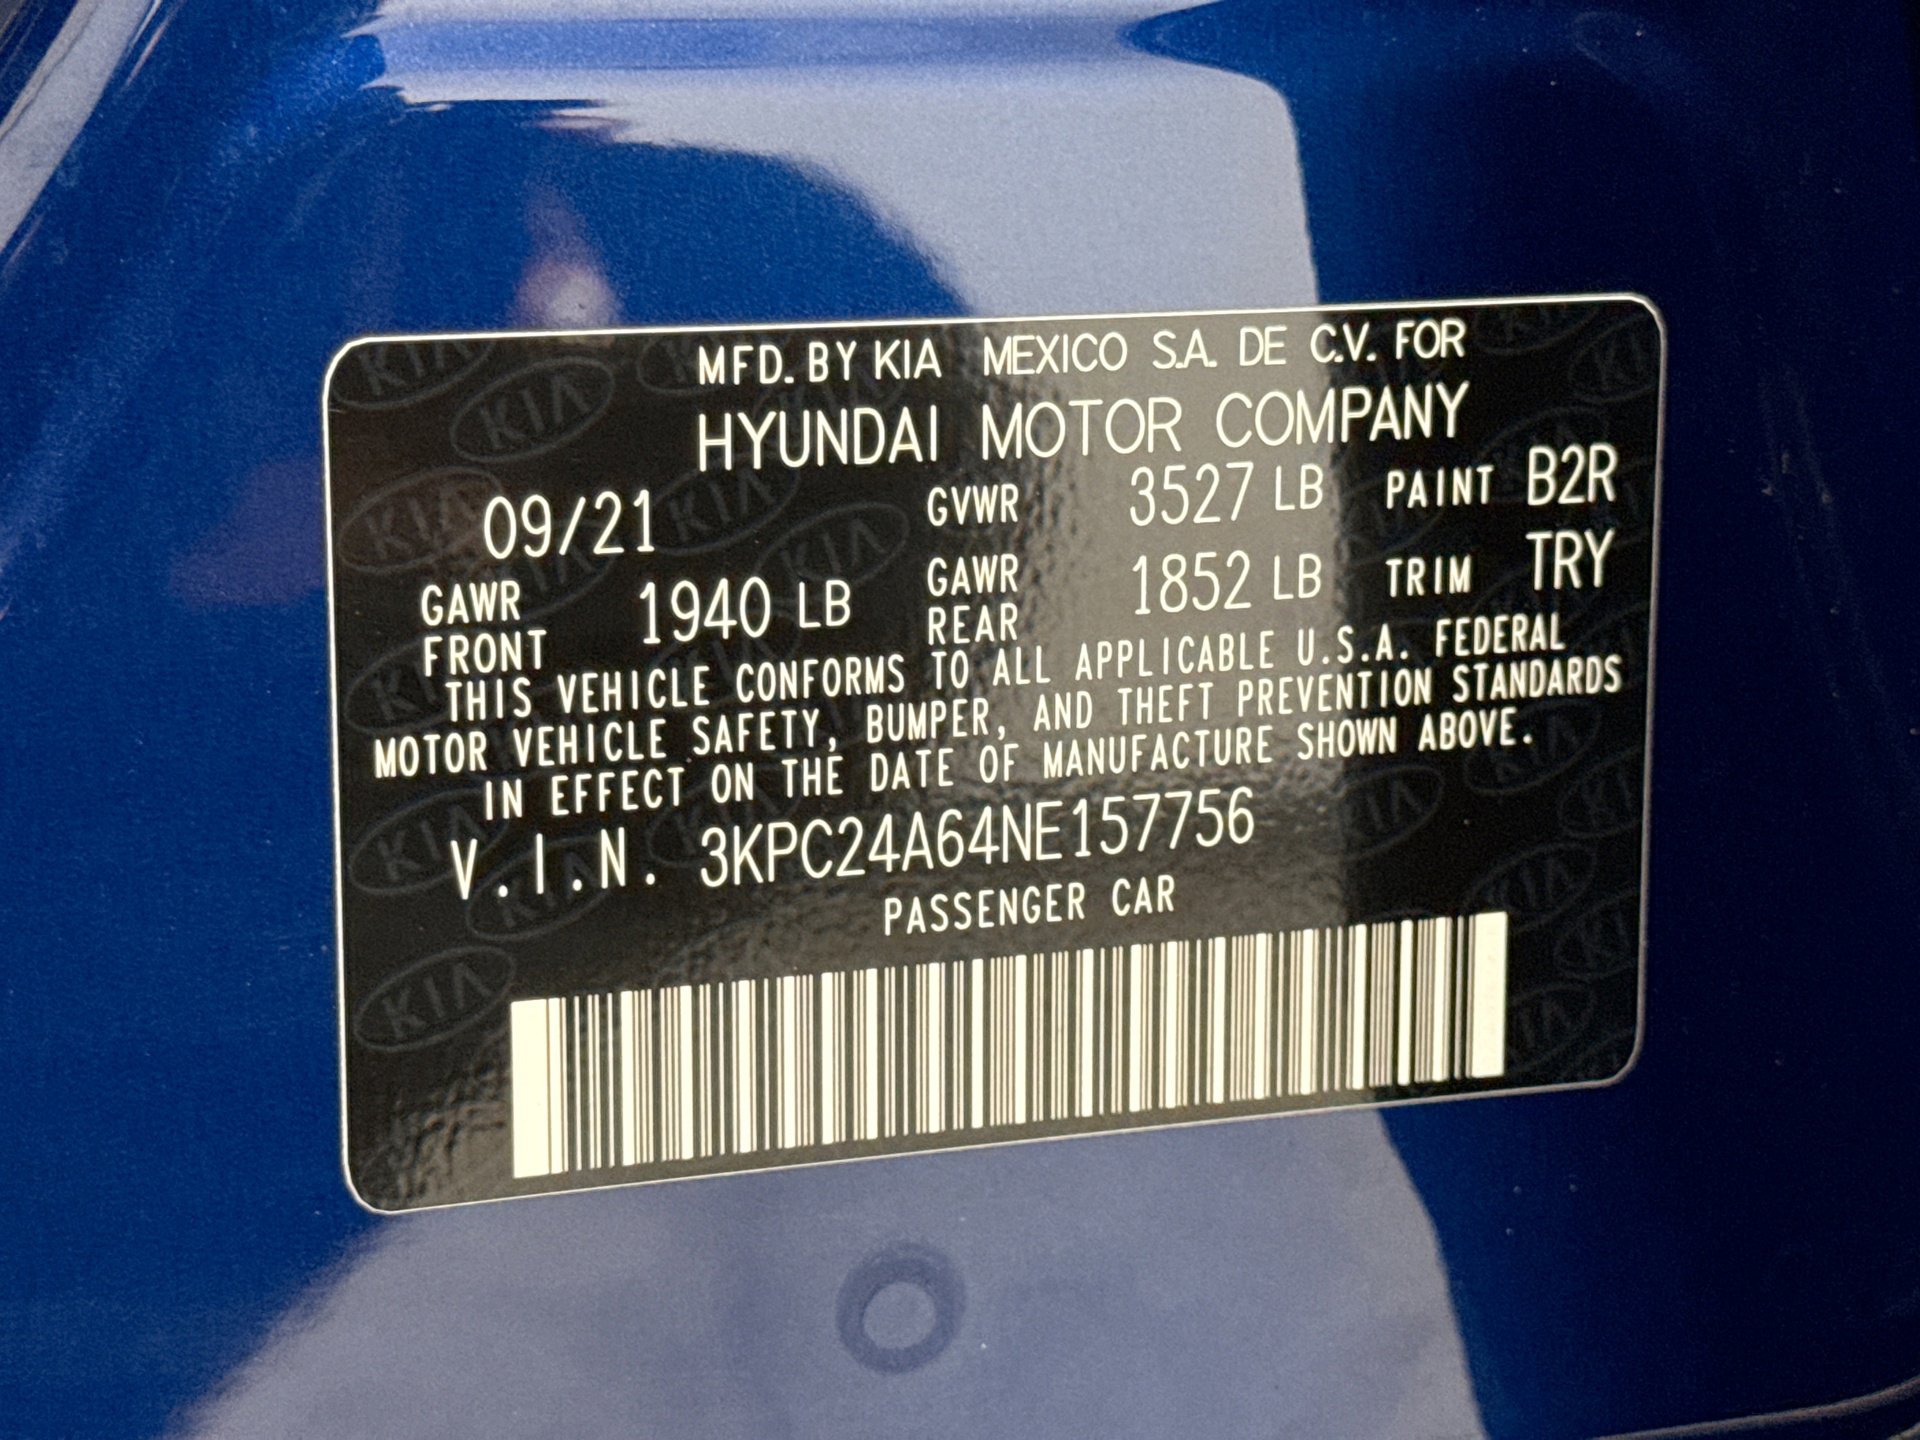 MFD. BY KIA MEXICO S.A. DE C.V. FOR
HYUNDAI MOTOR COMPANY
09/21 GVWR 3527 LB PAINT B2R
GAWR FRONT 1940 LB GAWR REAR 1852 LB TRIM TRY
THIS VEHICLE CONFORMS TO ALL APPLICABLE U.S.A. FEDERAL
MOTOR VEHICLE SAFETY, BUMPER, AND THEFT PREVENTION STANDARDS
IN EFFECT ON THE DATE OF MANUFACTURE SHOWN ABOVE.
V.I.N. 3KPC24A64NE157756
PASSENGER CAR